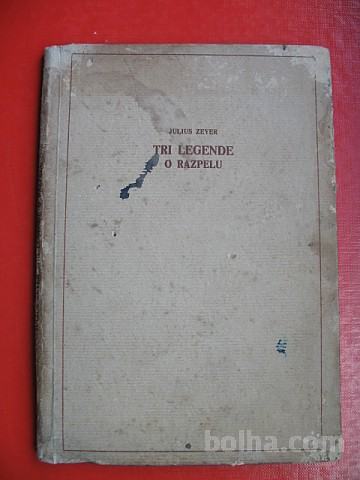 JULIUS ZEYER
TRI LEGENDE
O RAZPELU
bolha.com